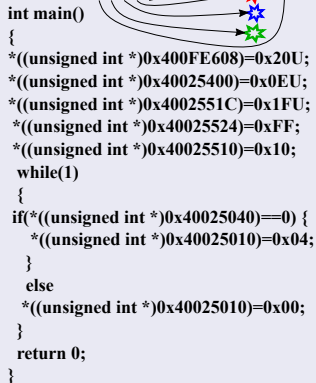 int main()
{
*((unsigned int *)0x400FE608)=0x20U;
*((unsigned int *)0x40025400)=0x0EU;
*((unsigned int *)0x4002551C)=0x1FU;
*((unsigned int *)0x40025524)=0xFF;
*((unsigned int *)0x40025510)=0x10;
while(1)
{
if(*((unsigned int *)0x40025040)==0) {
*((unsigned int *)0x40025010)=0x04;
}
else
*((unsigned int *)0x40025010)=0x00;
}
return 0;
}